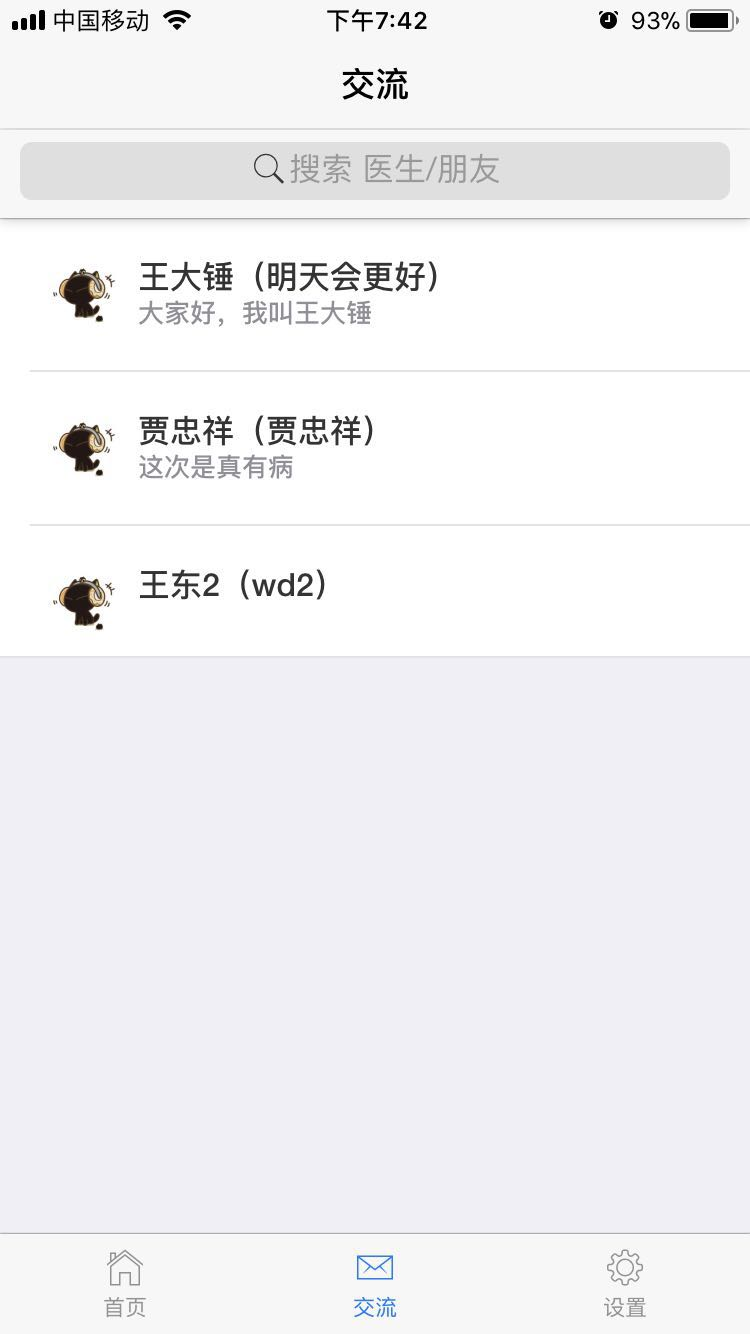 中国移动 下午7:42 93%
交流
搜索 医生/朋友
王大锤（明天会更好）
大家好，我叫王大锤
贾忠祥（贾忠祥）
这次是真有病
王东2（wd2）
首页 交流 设置